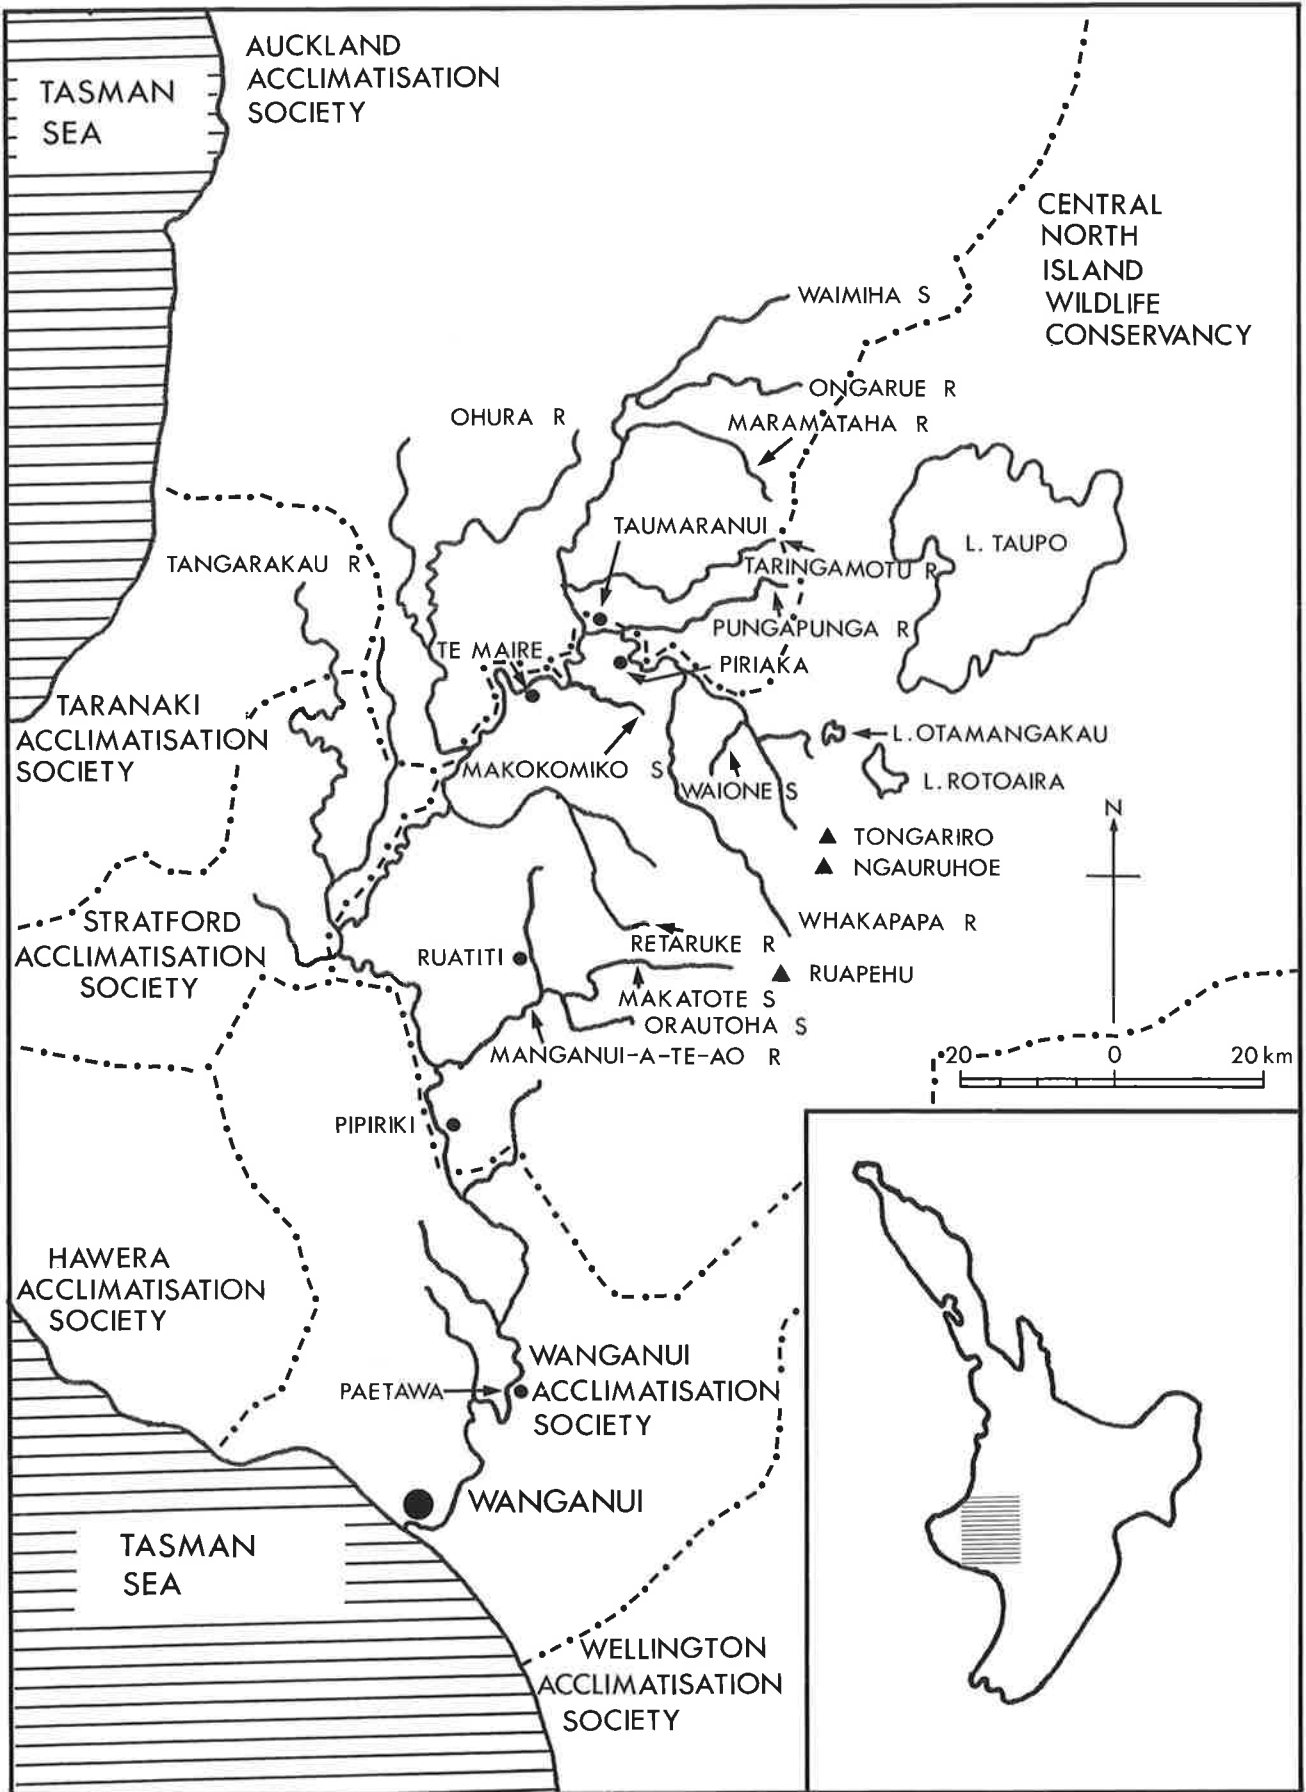 AUCKLAND
ACCLIMATISATION
SOCIETY
TASMAN
SEA
CENTRAL
NORTH
ISLAND
WILDLIFE
CONSERVANCY
WAIMIHA S
ONGARUE R
OHURA R
MARAMATAHA R
TAUMARANUI
L. TAUPO
TANGARAKAU R
TARINGAMOTU R
PUNGAPUNGA R
TE MAIRE
PIRIAKA
TARANAKI
ACCLIMATISATION
SOCIETY
L.OTAMANGAKAU
MAKOKOMIKO S
WAIONE S
L. ROTOAIRA
N
TONGARIRO
NGAURUHOE
STRATFORD
ACCLIMATISATION
SOCIETY
WHAKAPAPA R
RETARUKE R
RUATITI
RUAPEHU
MAKATOTE S
ORAUTOHA S
MANGANUI-A-TE-AO R
20 0 20 km
PIPIRIKI
HAWERA
ACCLIMATISATION
SOCIETY
WANGANUI
ACCLIMATISATION
SOCIETY
PAETAWA
WANGANUI
TASMAN
SEA
WELLINGTON
ACCLIMATISATION
SOCIETY